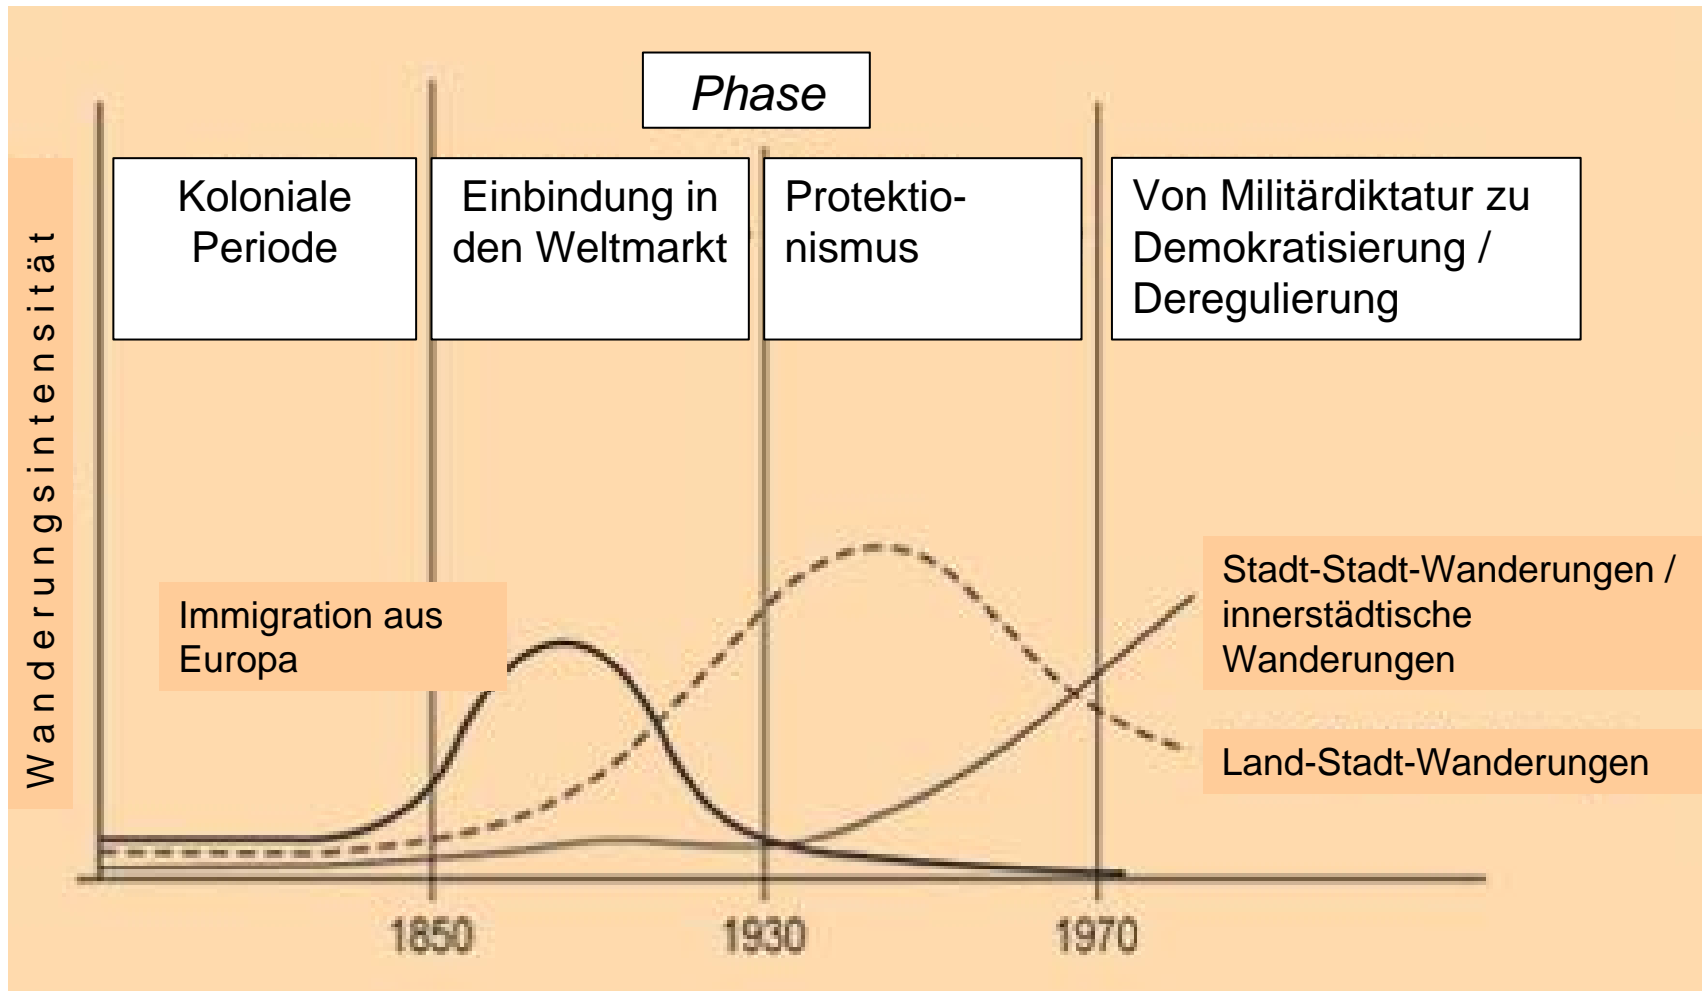 Phase
Koloniale
Periode
Einbindung in
den Weltmarkt
Protektio-
nismus
Von Militärdiktatur zu
Demokratisierung /
Deregulierung
Wanderungsintensität
Immigration aus
Europa
Stadt-Stadt-Wanderungen /
innerstädtische
Wanderungen
Land-Stadt-Wanderungen
1850
1930
1970